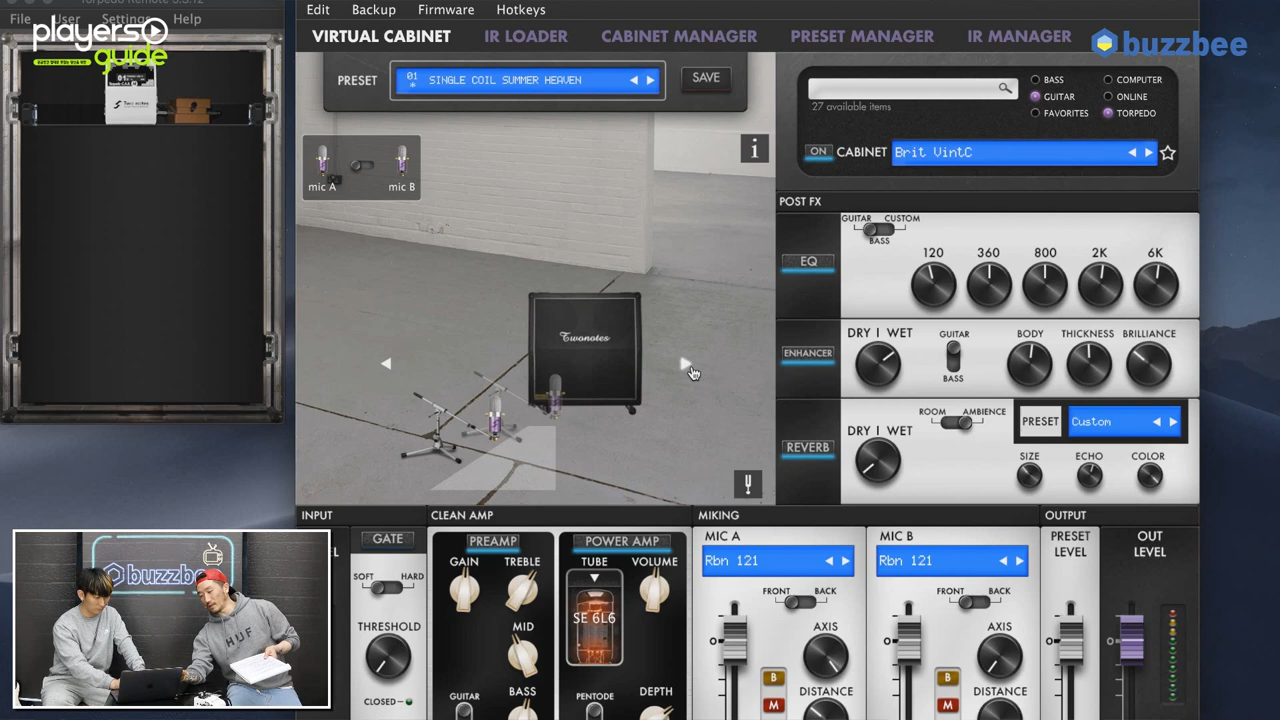 File User Settings Help
players
guide
Edit Backup Firmware Hotkeys
VIRTUAL CABINET IR LOADER CABINET MANAGER PRESET MANAGER IR MANAGER
buzzbee
PRESET 01 * SINGLE COIL SUMMER HEAVEN SAVE
27 available items
BASS COMPUTER
GUITAR ONLINE
FAVORITES TORPEDO
ON CABINET Brit VintC
i
mic A mic B
Twonotes
POST FX
GUITAR CUSTOM
BASS
EQ 120 360 800 2K 6K
ENHANCER DRY I WET GUITAR BASS BODY THICKNESS BRILLIANCE
REVERB DRY I WET ROOM AMBIENCE PRESET Custom
SIZE ECHO COLOR
INPUT CLEAN AMP MIKING OUTPUT
GATE
SOFT HARD
THRESHOLD
CLOSED
PREAMP
GAIN TREBLE
MID
GUITAR BASS
POWER AMP
TUBE VOLUME
SE 6L6
PENTODE DEPTH
MIC A
Rbn 121
FRONT BACK
0 AXIS
B
M DISTANCE
MIC B
Rbn 121
FRONT BACK
0 AXIS
B
M DISTANCE
PRESET LEVEL
OUT LEVEL
0 0
buzzbee
HUF